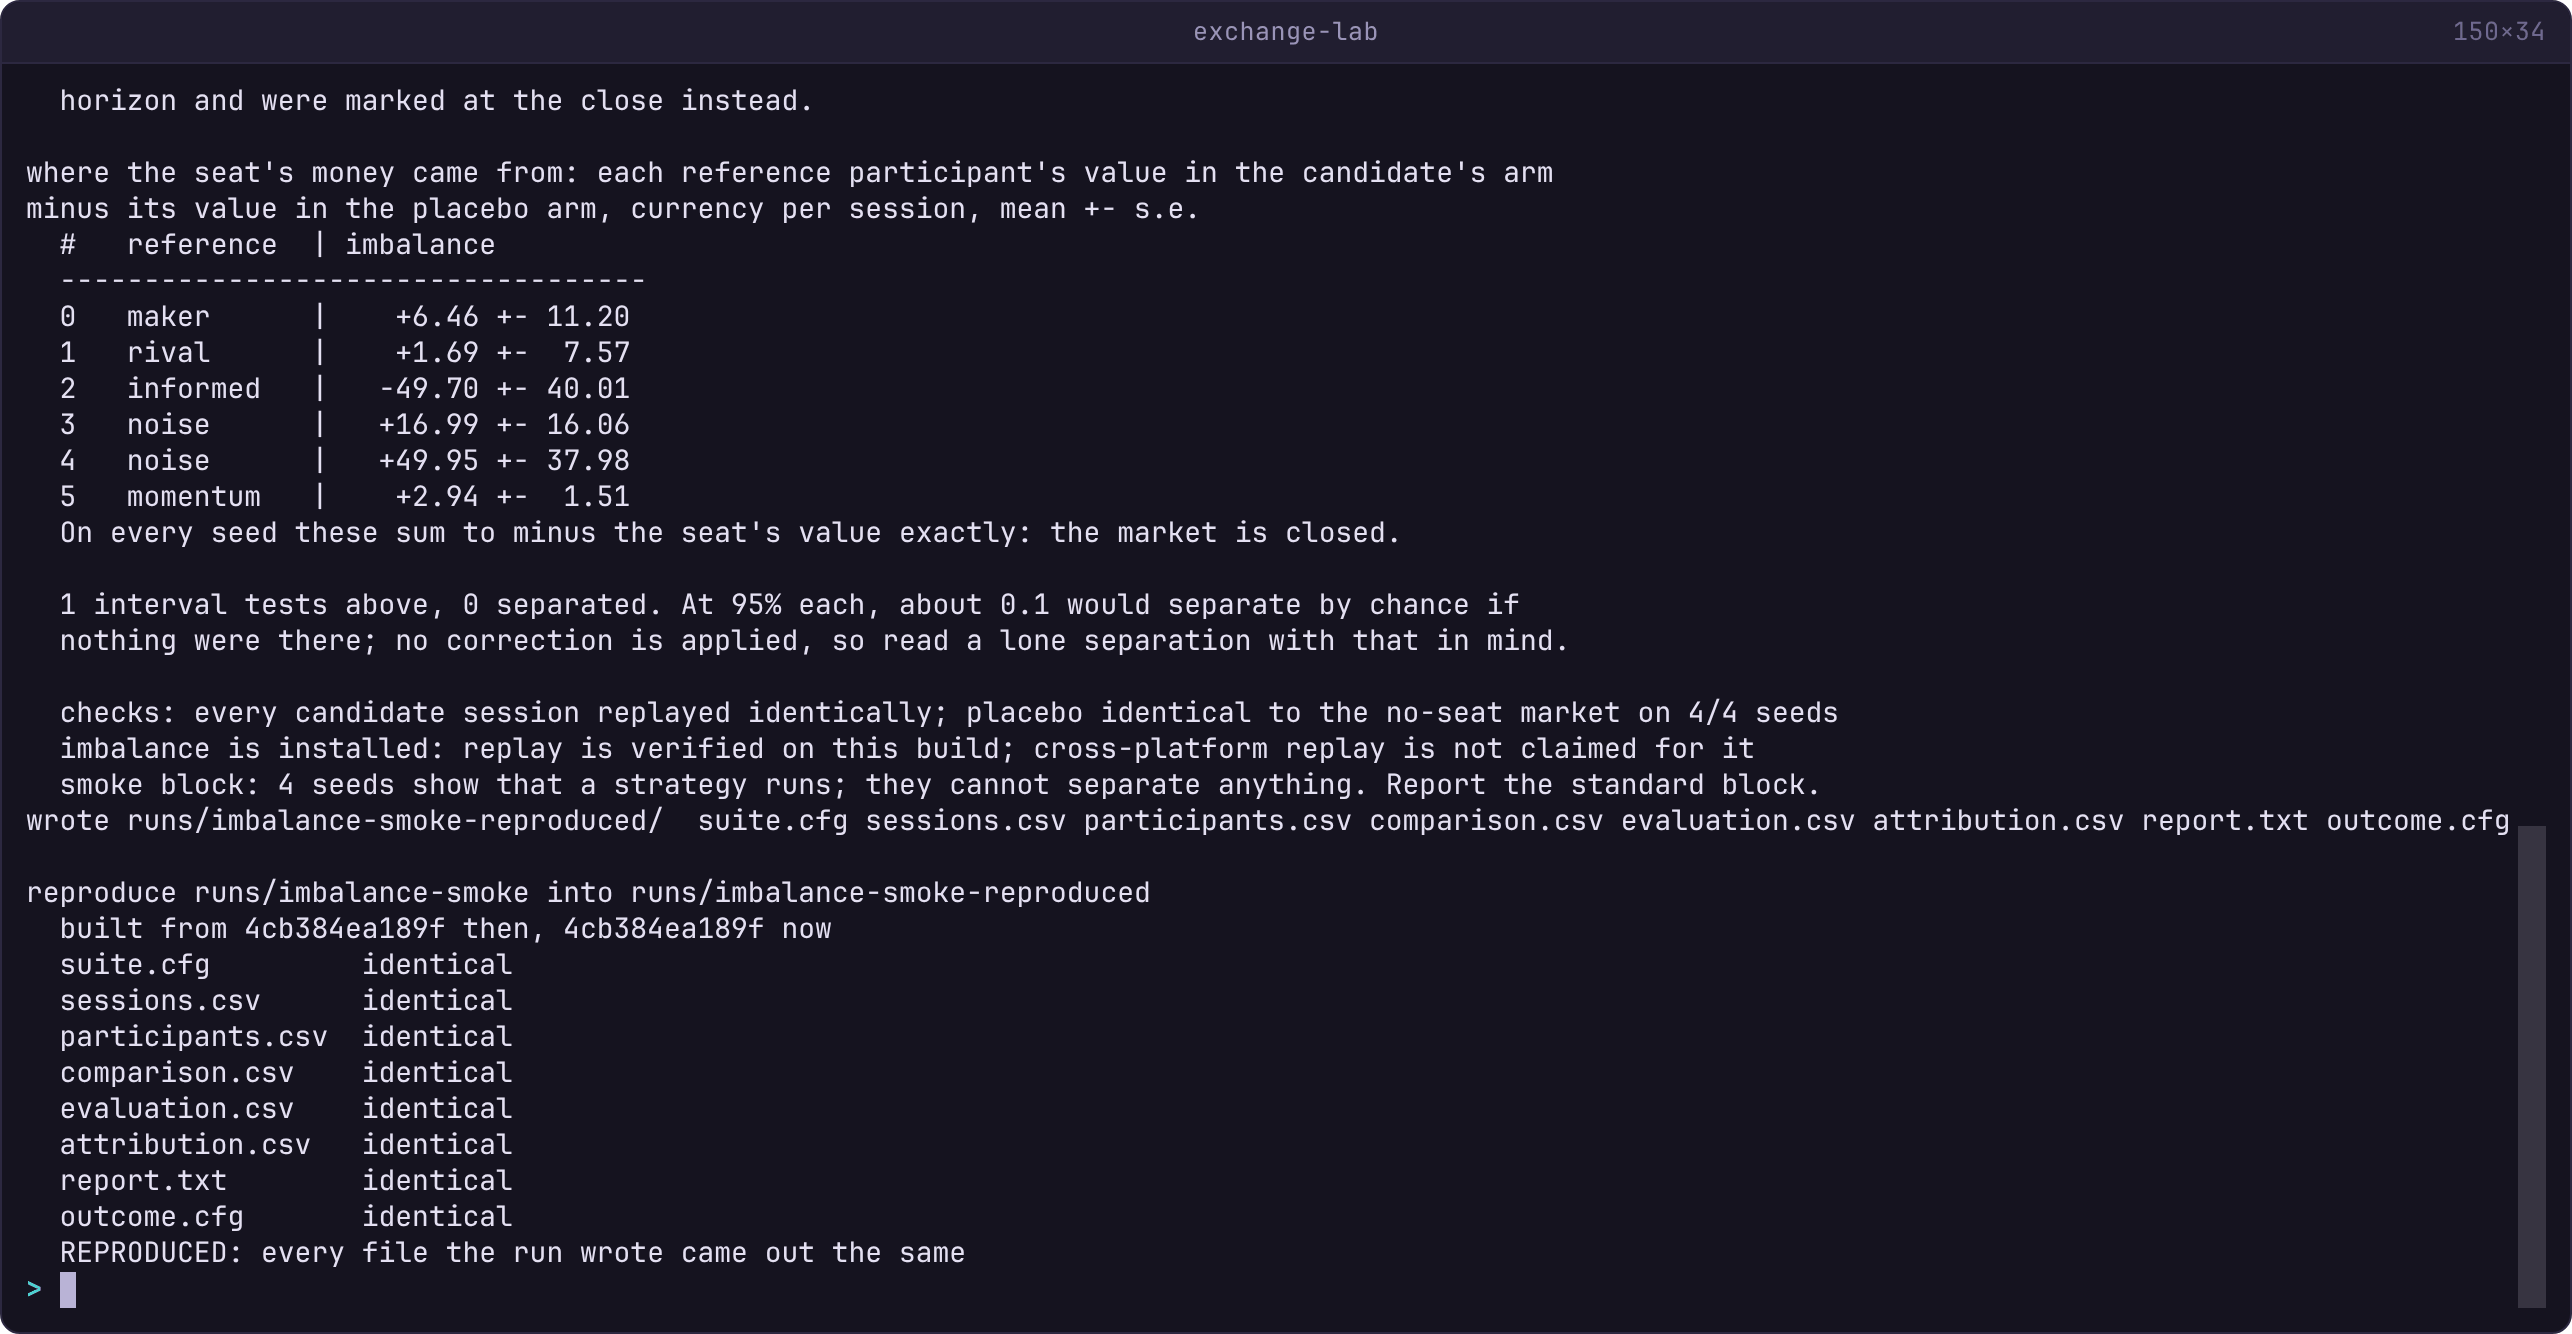 exchange-lab
150×34
horizon and were marked at the close instead.
where the seat's money came from: each reference participant's value in the candidate's arm
minus its value in the placebo arm, currency per session, mean +- s.e.
#   reference  | imbalance
-----------------------------------
0   maker      |    +6.46 +- 11.20
1   rival      |    +1.69 +-  7.57
2   informed   |   -49.70 +- 40.01
3   noise      |   +16.99 +- 16.06
4   noise      |   +49.95 +- 37.98
5   momentum   |    +2.94 +-  1.51
On every seed these sum to minus the seat's value exactly: the market is closed.
1 interval tests above, 0 separated. At 95% each, about 0.1 would separate by chance if
nothing were there; no correction is applied, so read a lone separation with that in mind.
checks: every candidate session replayed identically; placebo identical to the no-seat market on 4/4 seeds
imbalance is installed: replay is verified on this build; cross-platform replay is not claimed for it
smoke block: 4 seeds show that a strategy runs; they cannot separate anything. Report the standard block.
wrote runs/imbalance-smoke-reproduced/  suite.cfg sessions.csv participants.csv comparison.csv evaluation.csv attribution.csv report.txt outcome.cfg
reproduce runs/imbalance-smoke into runs/imbalance-smoke-reproduced
built from 4cb384ea189f then, 4cb384ea189f now
suite.cfg         identical
sessions.csv      identical
participants.csv  identical
comparison.csv    identical
evaluation.csv    identical
attribution.csv   identical
report.txt        identical
outcome.cfg       identical
REPRODUCED: every file the run wrote came out the same
>